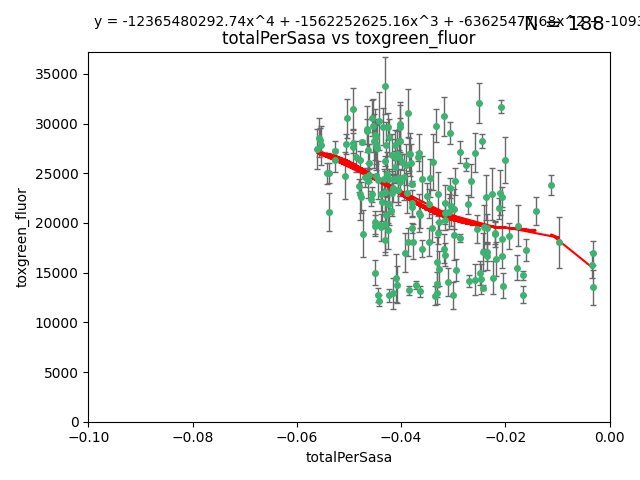 y = -12365480292.74x^4 + -1562252625.16x^3 + -1093
N = 188
totalPerSasa vs toxgreen_fluor
35000
30000
25000
20000
15000
10000
5000
0
toxgreen_fluor
−0.10
−0.08
−0.06
−0.04
−0.02
0.00
totalPerSasa